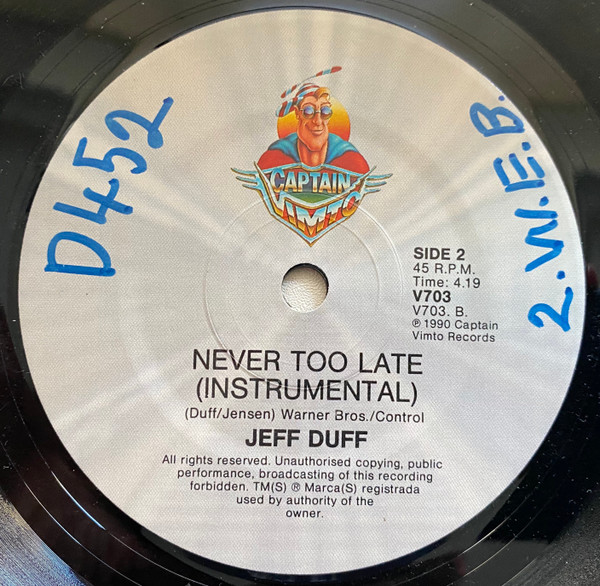 D452
2.W.E.B.
CAPTAIN
VIMTO
SIDE 2
45 R.P.M.
Time: 4.19
V703
V703. B.
℗ 1990 Captain
Vimto Records
NEVER TOO LATE
(INSTRUMENTAL)
(Duff/Jensen) Warner Bros./Control
JEFF DUFF
All rights reserved. Unauthorised copying, public
performance, broadcasting of this recording
forbidden. TM(S) ® Marca(S) registrada
used by authority of the
owner.